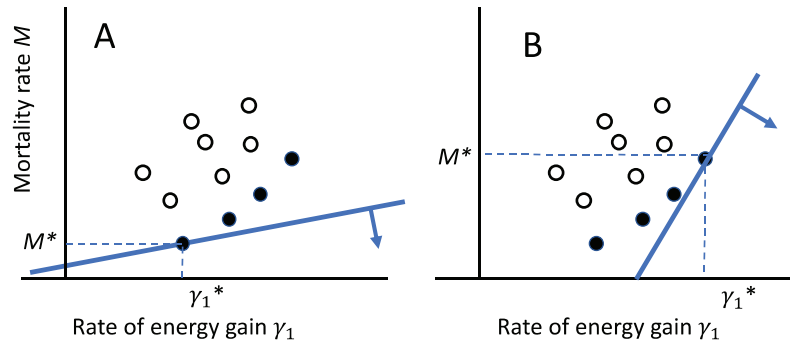 A
B
Mortality rate M
M*
M*
γ₁*
γ₁*
Rate of energy gain γ₁
Rate of energy gain γ₁